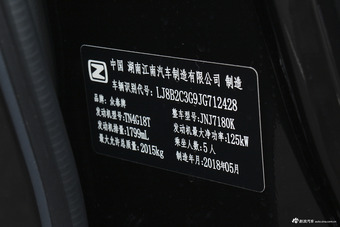 中国 湖南江南汽车制造有限公司 制造
车辆识别代号: LJ8B2C3G9JG712428
品牌: 众泰牌 整车型号: JNJ7180K
发动机型号: TN4G18T 发动机最大净功率: 125kW
发动机排量: 1799mL 乘坐人数: 5人
最大允许总质量: 2015kg 制造年月: 2018年05月
新浪汽车